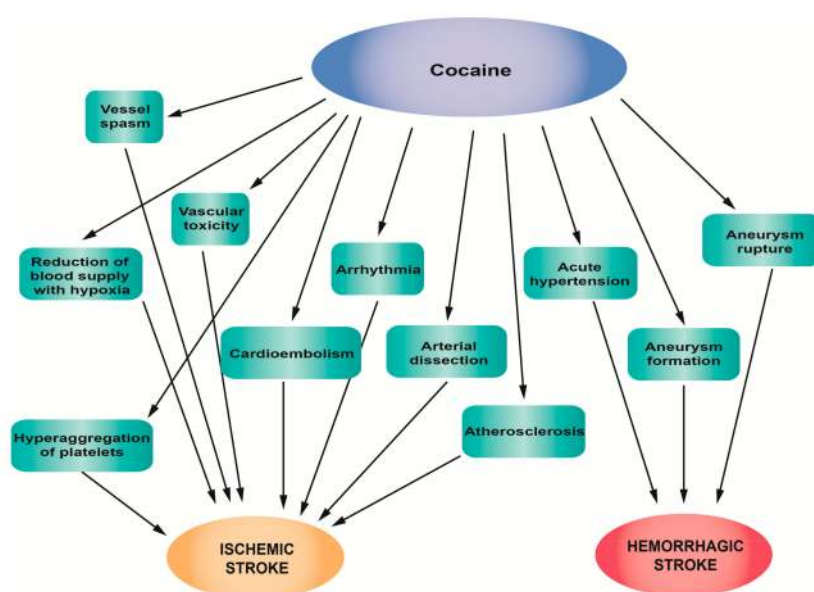 Cocaine
Vessel
spasm
Vascular
toxicity
Reduction of
blood supply
with hypoxia
Arrhythmia
Acute
hypertension
Aneurysm
rupture
Cardioembolism
Arterial
dissection
Aneurysm
formation
Hyperaggregation
of platelets
Atherosclerosis
ISCHEMIC
STROKE
HEMORRHAGIC
STROKE